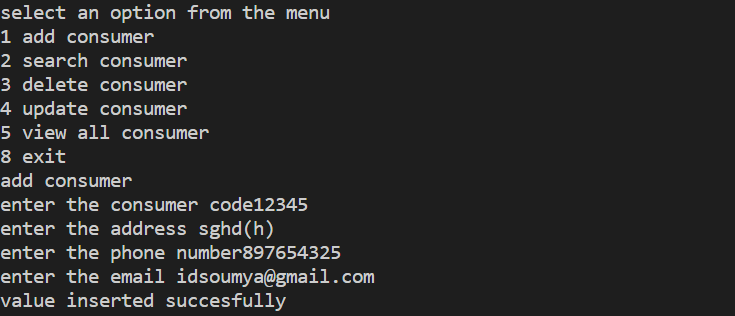 select an option from the menu
1 add consumer
2 search consumer
3 delete consumer
4 update consumer
5 view all consumer
8 exit
add consumer
enter the consumer code12345
enter the address sghd(h)
enter the phone number897654325
enter the email idsoumya@gmail.com
value inserted succesfully